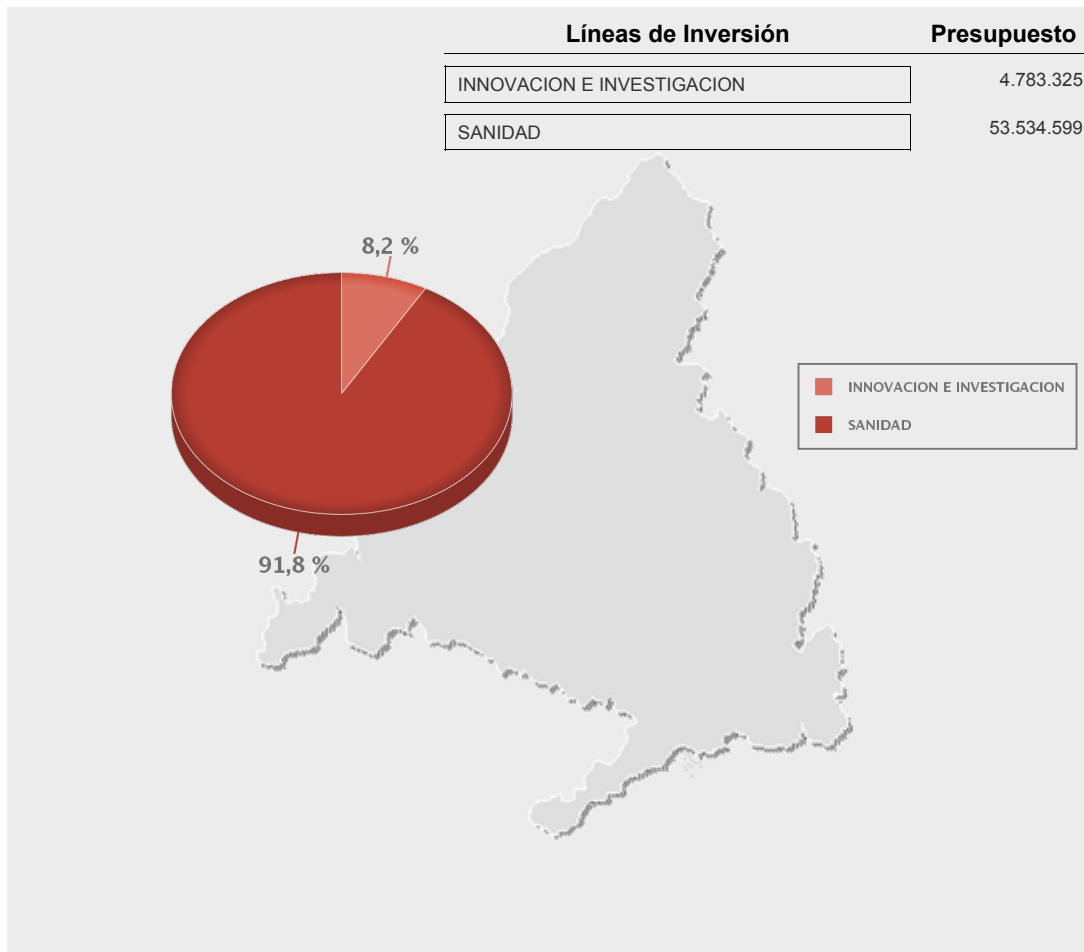 Líneas de Inversión Presupuesto
INNOVACION E INVESTIGACION 4.783.325
SANIDAD 53.534.599
8,2 %
INNOVACION E INVESTIGACION
SANIDAD
91,8 %